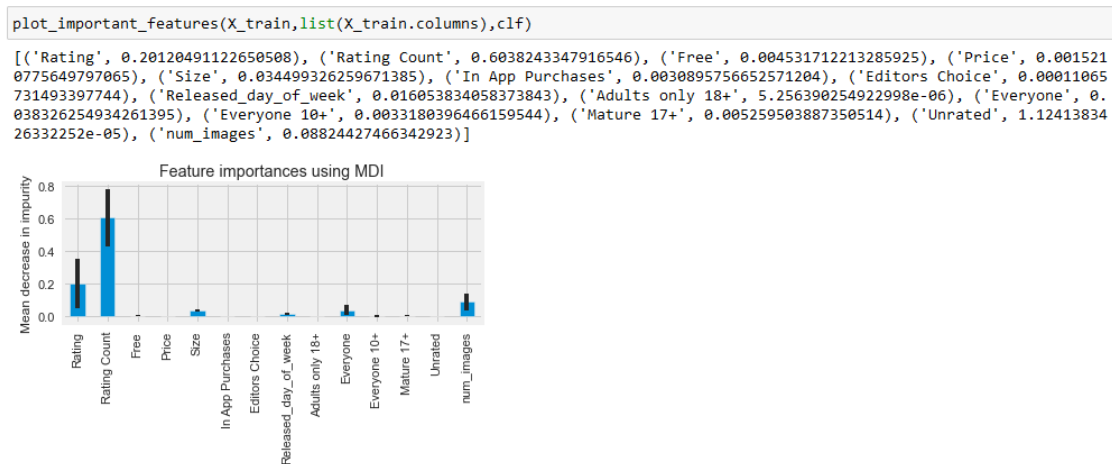 plot_important_features(X_train,list(X_train.columns),clf)
[('Rating', 0.20120491122650508), ('Rating Count', 0.6038243347916546), ('Free', 0.004531712213285925), ('Price', 0.001521
0775649797065), ('Size', 0.034499326259671385), ('In App Purchases', 0.0030895756652571204), ('Editors Choice', 0.00011065
731493397744), ('Released_day_of_week', 0.016053834058373843), ('Adults only 18+', 5.256390254922998e-06), ('Everyone', 0.
038326254934261395), ('Everyone 10+', 0.0033180396466159544), ('Mature 17+', 0.005259503887350514), ('Unrated', 1.12413834
26332252e-05), ('num_images', 0.08824427466342923)]
Feature importances using MDI
Mean decrease in impurity
0.8
0.6
0.4
0.2
0.0
Rating
Rating Count
Free
Price
Size
In App Purchases
Editors Choice
Released_day_of_week
Adults only 18+
Everyone
Everyone 10+
Mature 17+
Unrated
num_images